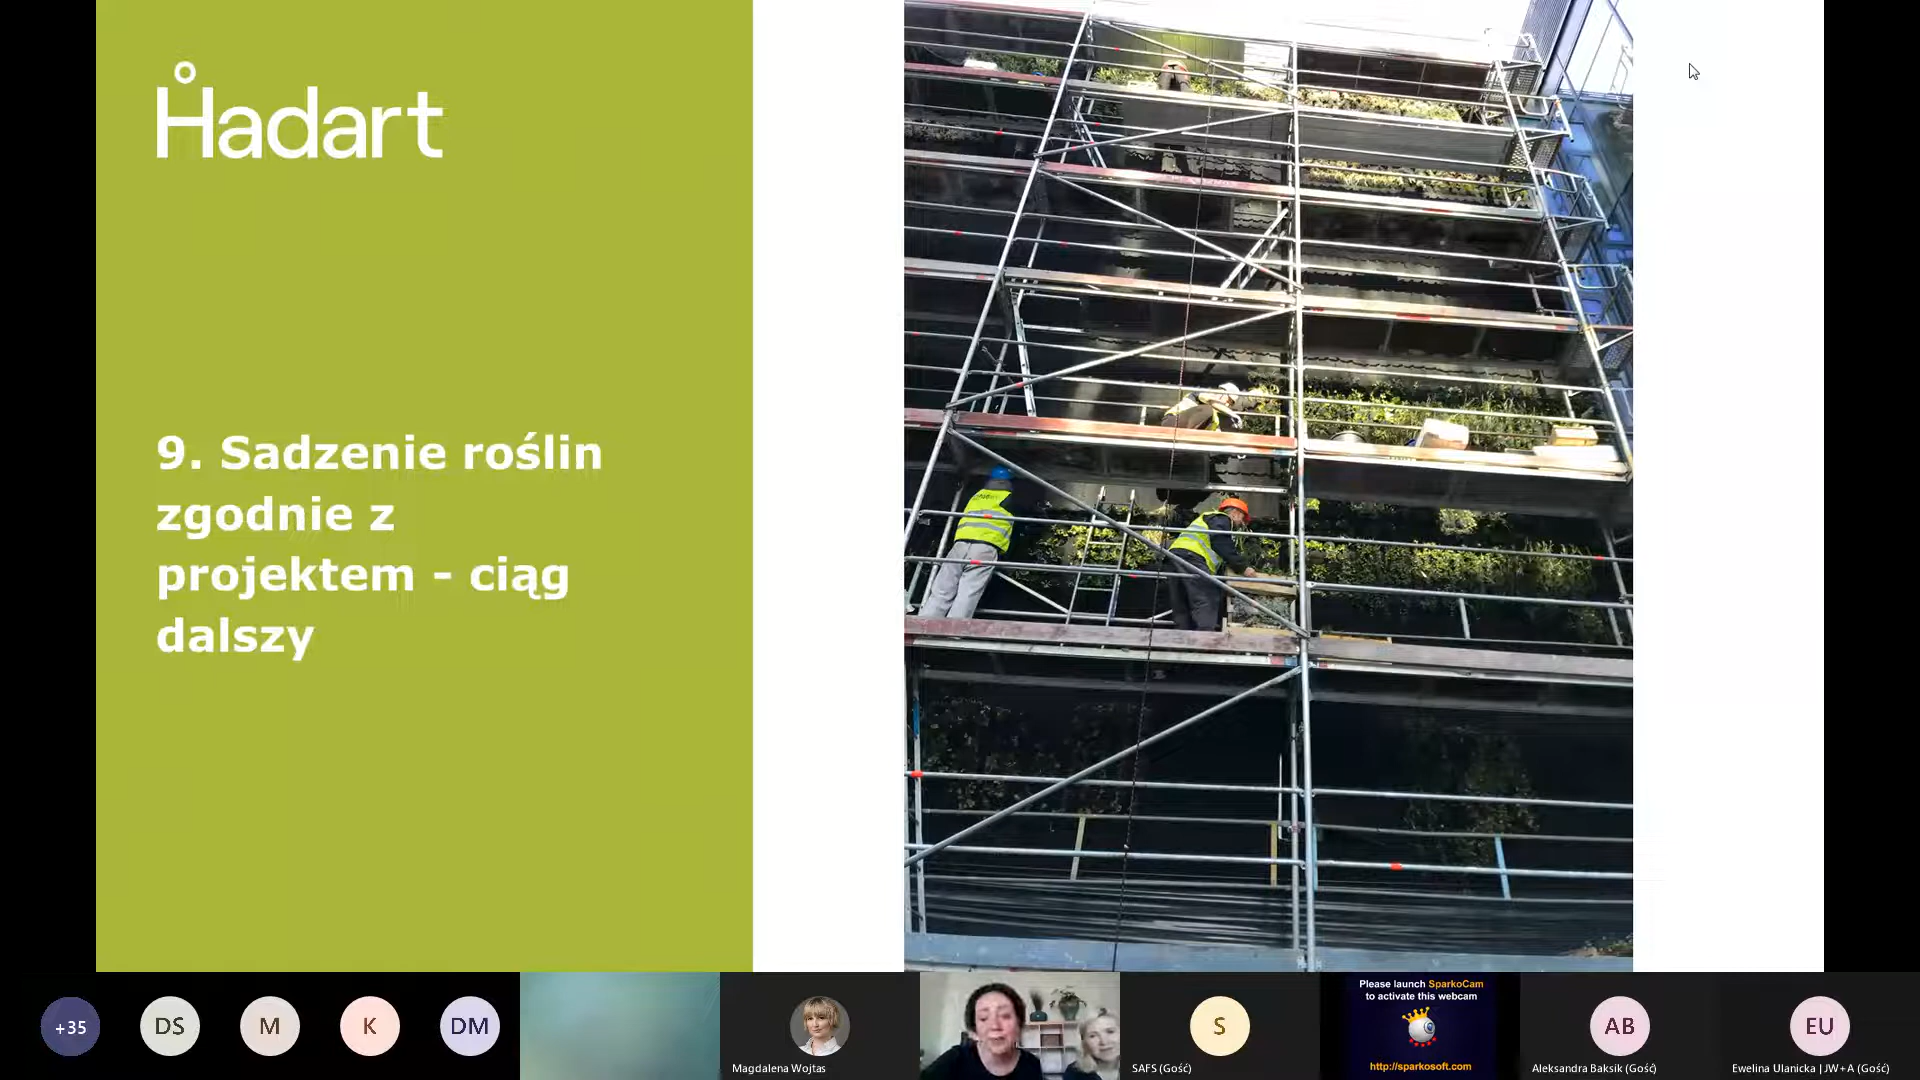 Hadart
9. Sadzenie roślin
zgodnie z
projektem - ciąg
dalszy
+35
DS
M
K
DM
Magdalena Wojtas
S
SAFS (Gość)
Please launch SparkoCam
to activate this webcam
http://sparkosoft.com
AB
Aleksandra Baksik (Gość)
EU
Ewelina Ulanicka | JW+A (Gość)